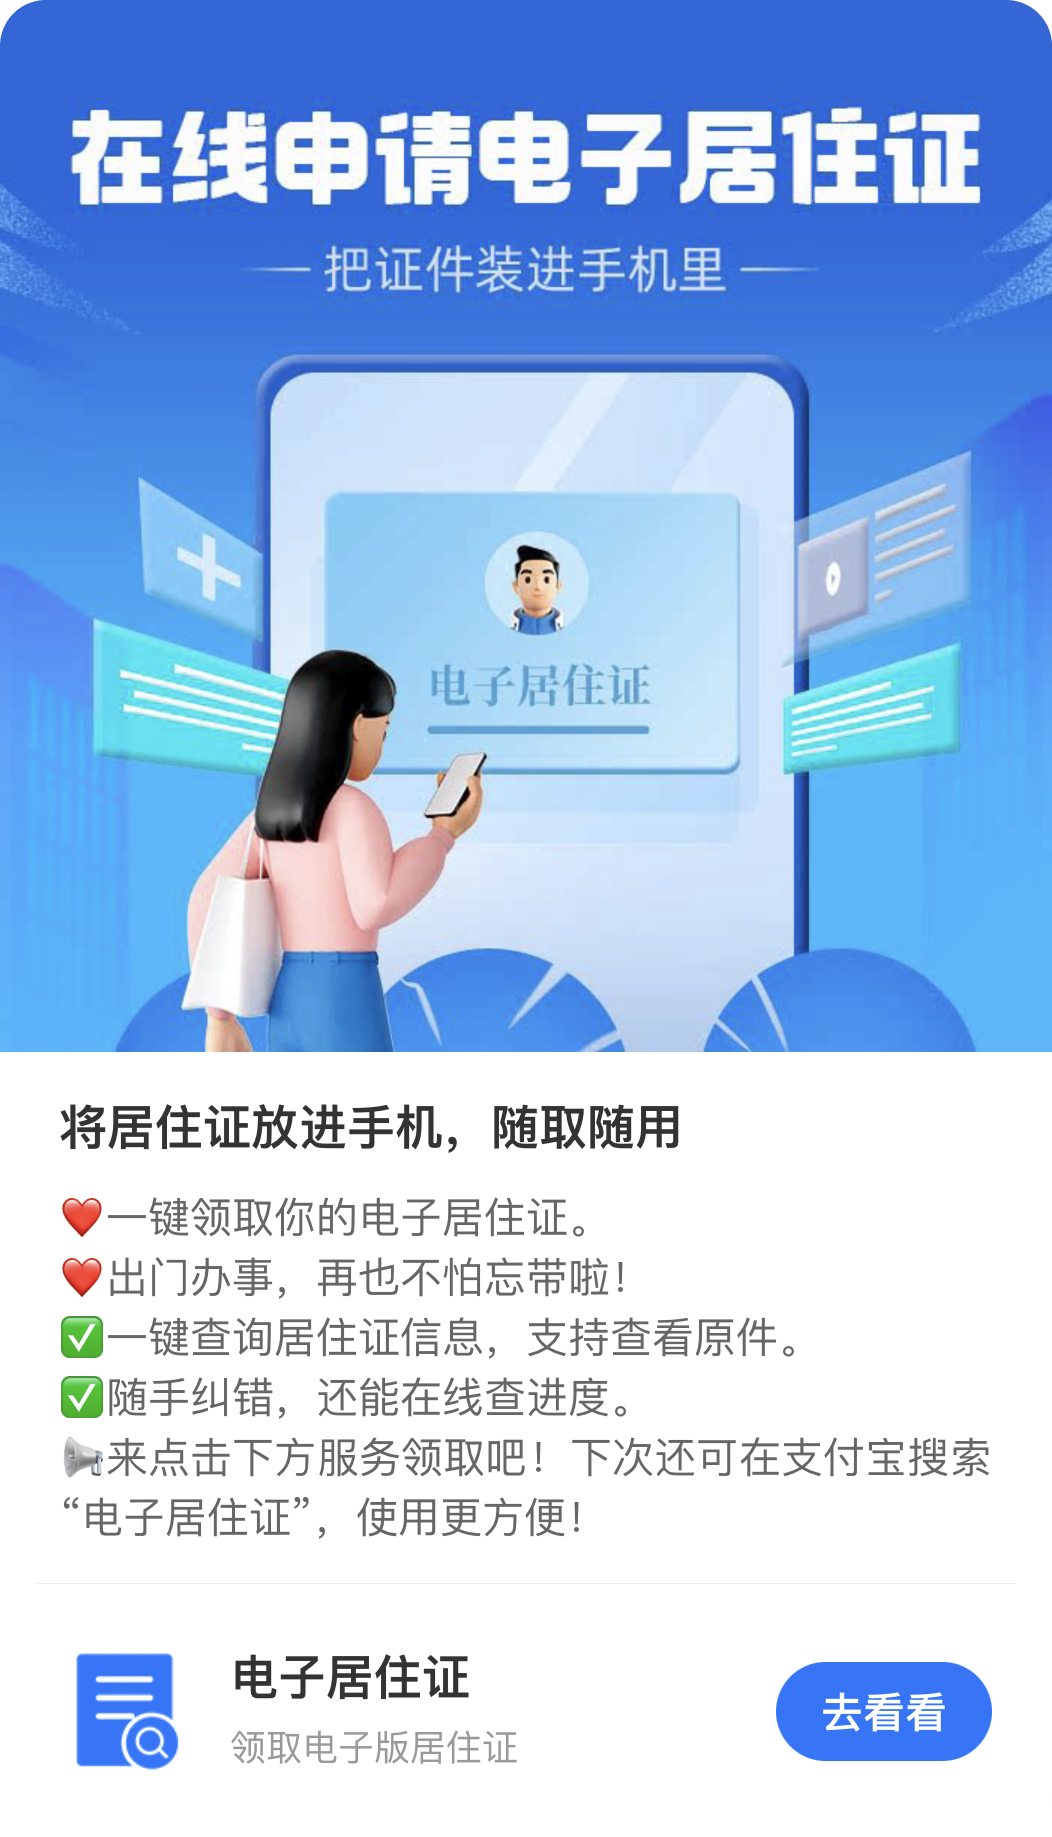 在线申请电子居住证
把证件装进手机里
电子居住证
将居住证放进手机，随取随用
❤️一键领取你的电子居住证。
❤️出门办事，再也不怕忘带啦！
✅一键查询居住证信息，支持查看原件。
✅随手纠错，还能在线查进度。
📢来点击下方服务领取吧！下次还可在支付宝搜索
“电子居住证”，使用更方便！
电子居住证
领取电子版居住证
去看看